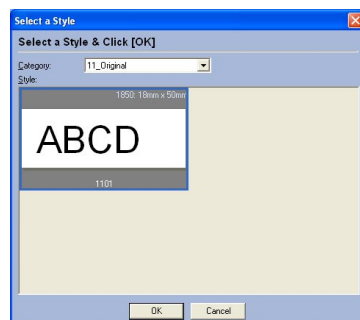 Select a Style
Select a Style & Click [OK]
Category: 11_Original
Style:
1850: 18mm x 50mm
ABCD
1101
OK Cancel